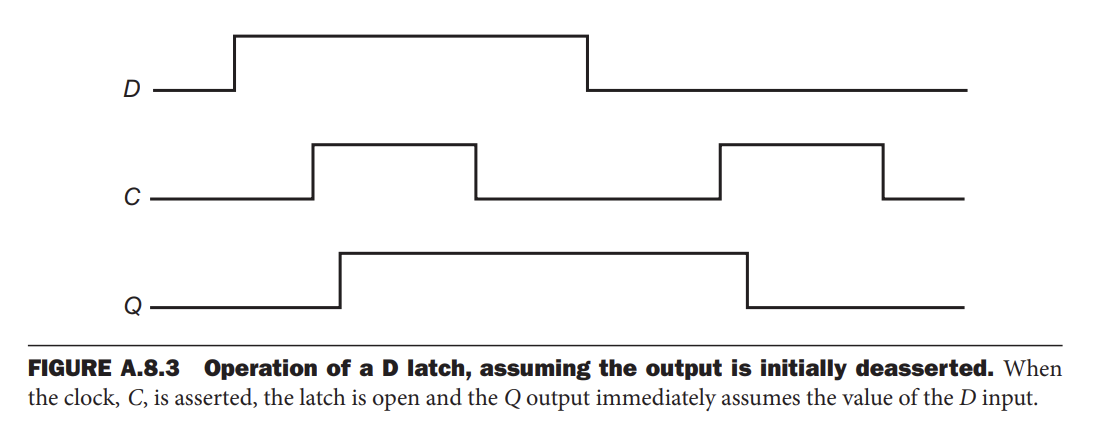 D
C
Q
FIGURE A.8.3 Operation of a D latch, assuming the output is initially deasserted. When
the clock, C, is asserted, the latch is open and the Q output immediately assumes the value of the D input.